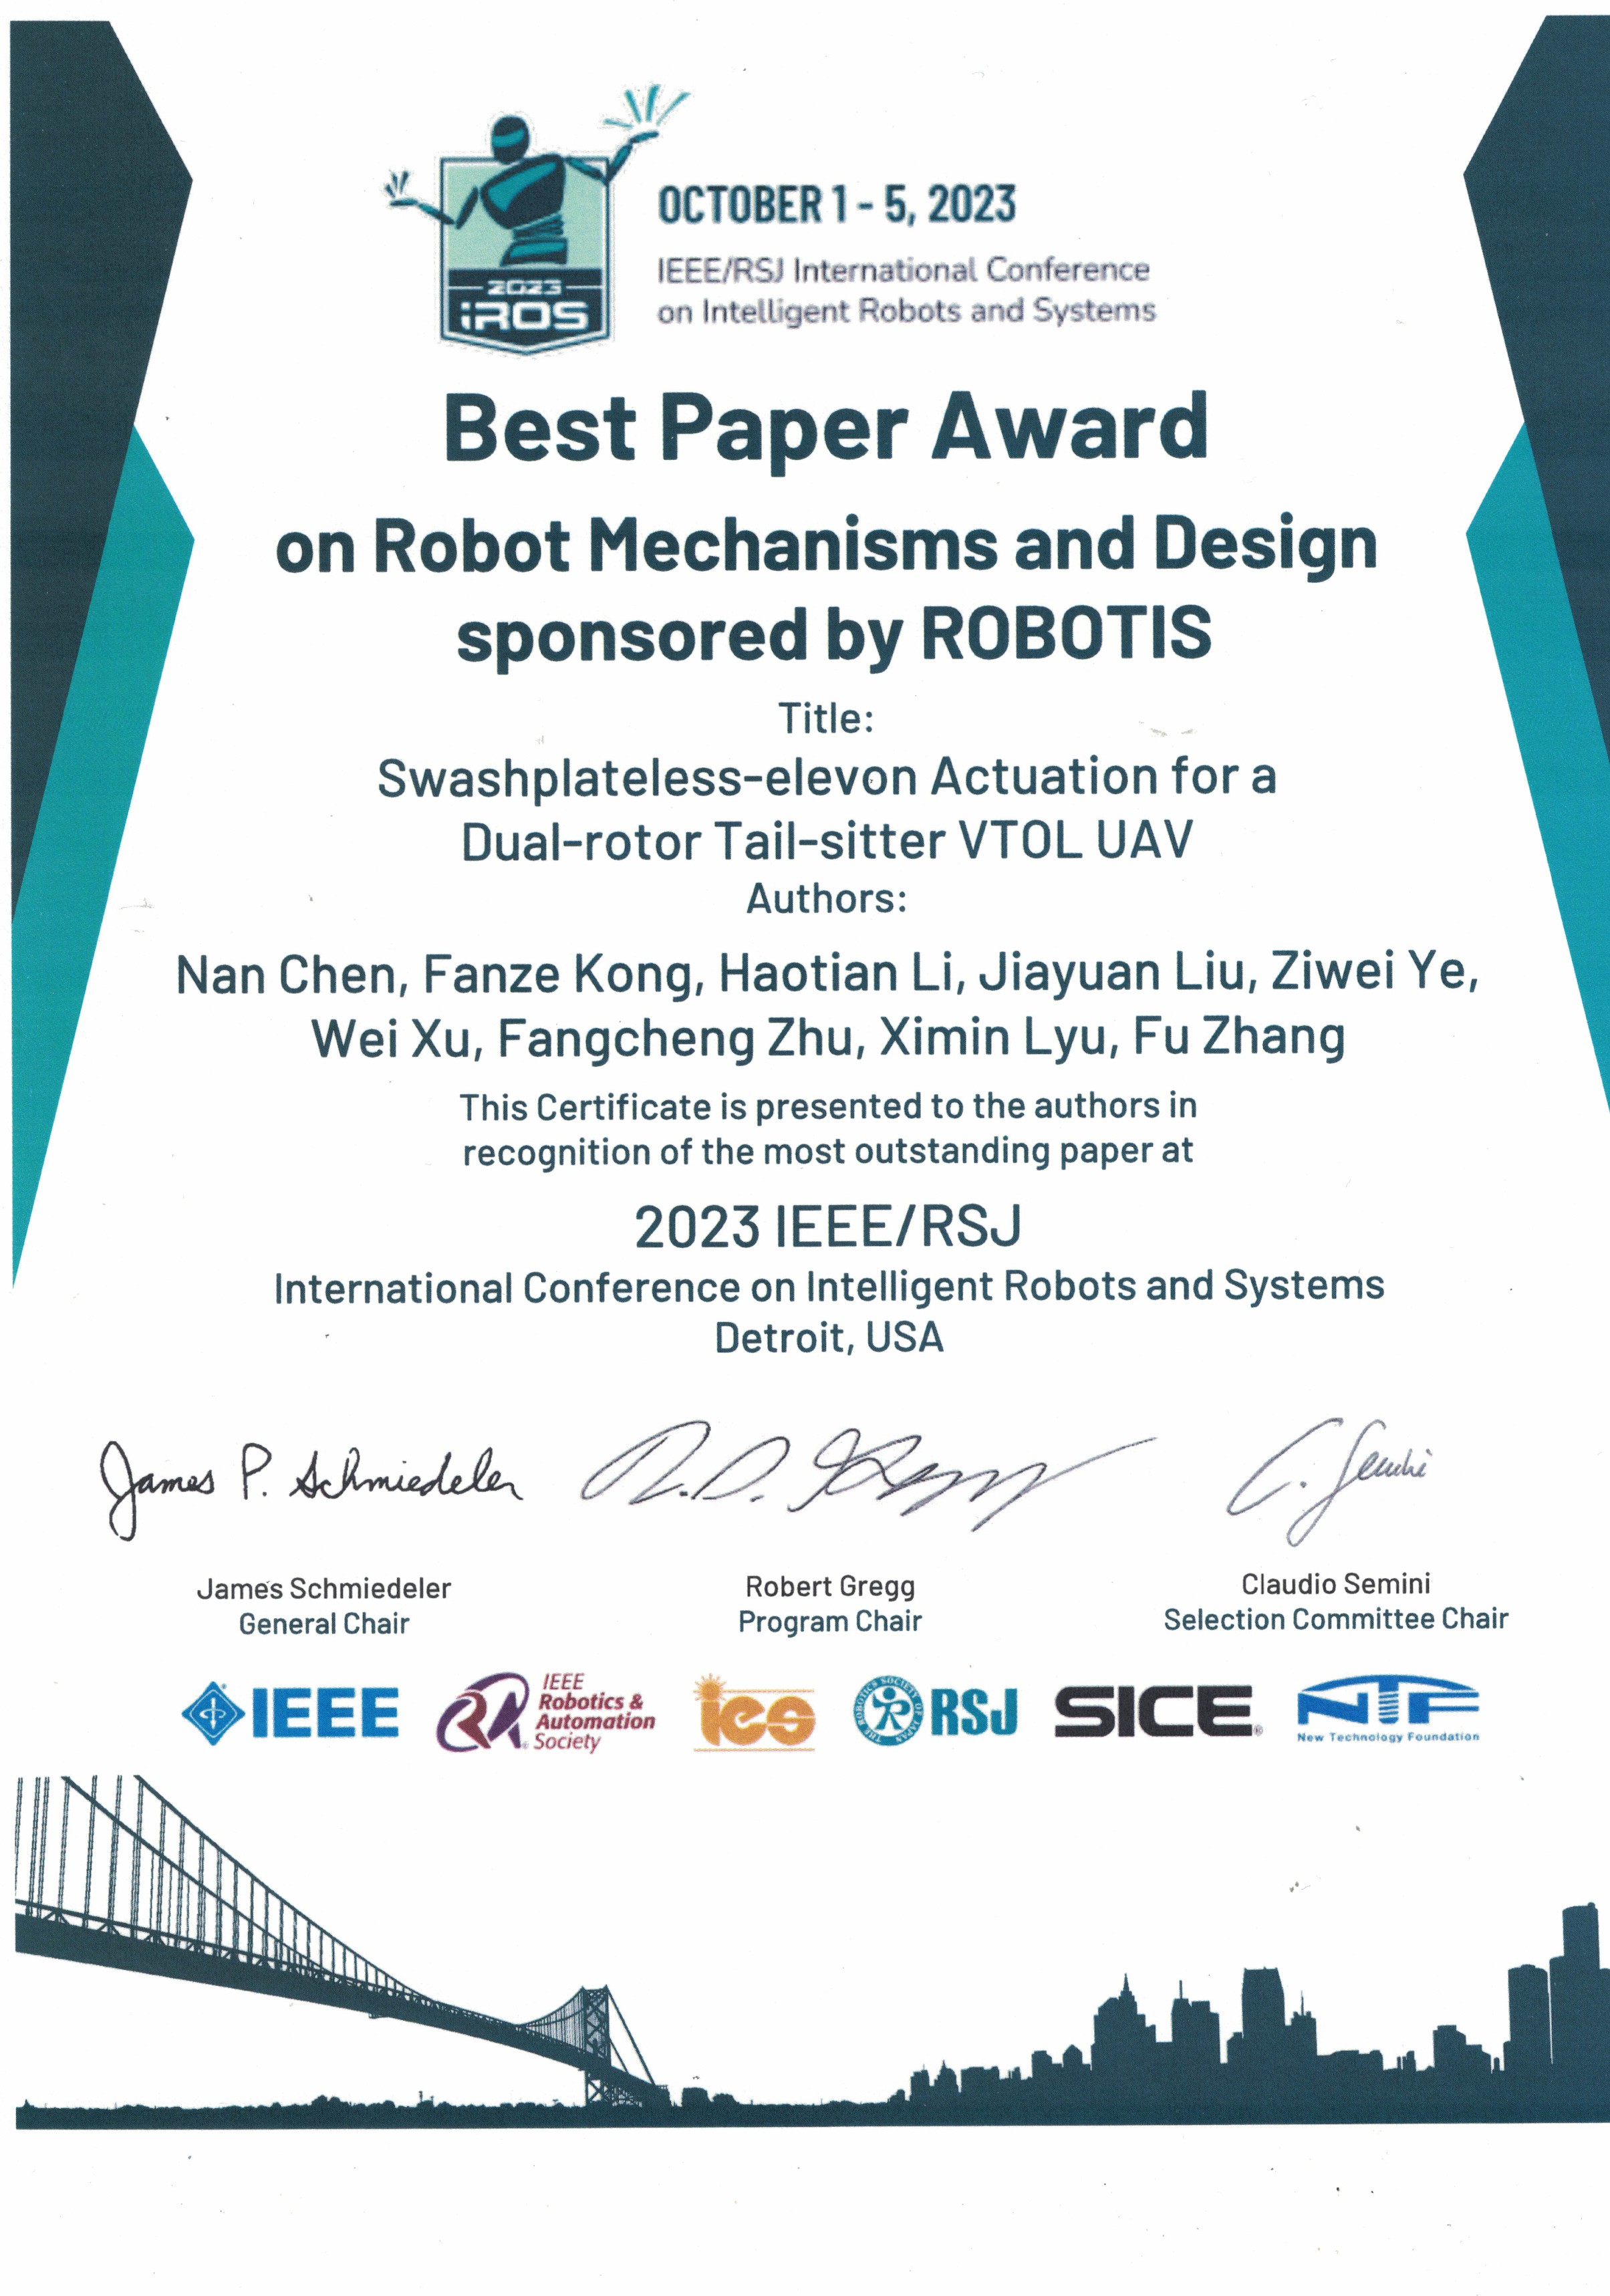 OCTOBER 1 - 5, 2023
IEEE/RSJ International Conference
on Intelligent Robots and Systems
2023
iROS
Best Paper Award
on Robot Mechanisms and Design
sponsored by ROBOTIS
Title:
Swashplateless-elevon Actuation for a
Dual-rotor Tail-sitter VTOL UAV
Authors:
Nan Chen, Fanze Kong, Haotian Li, Jiayuan Liu, Ziwei Ye,
Wei Xu, Fangcheng Zhu, Ximin Lyu, Fu Zhang
This Certificate is presented to the authors in
recognition of the most outstanding paper at
2023 IEEE/RSJ
International Conference on Intelligent Robots and Systems
Detroit, USA
James P. Schmiedeler R.D. Gregg C. Semini
James Schmiedeler Robert Gregg Claudio Semini
General Chair Program Chair Selection Committee Chair
IEEE
RA
IEEE
Robotics &
Automation
Society
ies
THE ROBOTICS SOCIETY OF JAPAN
RSJ
SICE®
NTF
New Technology Foundation